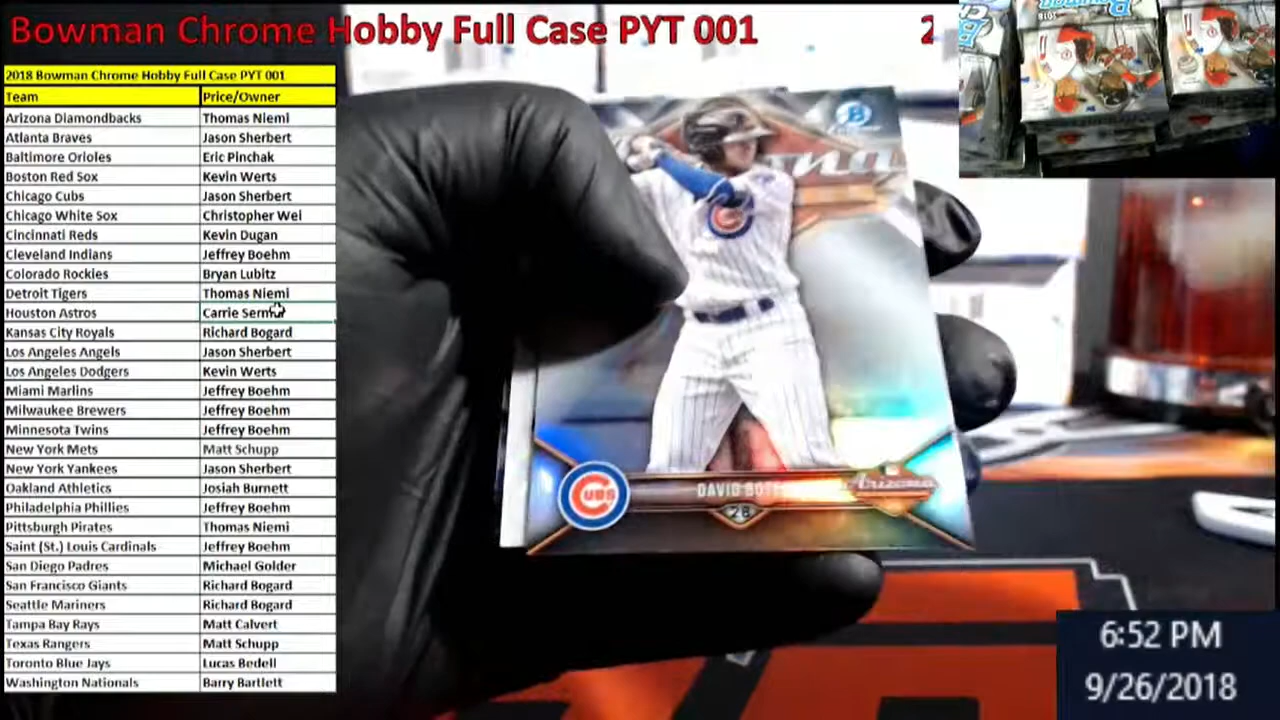 Bowman Chrome Hobby Full Case PYT 001
2018 Bowman Chrome Hobby Full Case PYT 001
Team Price/Owner
Arizona Diamondbacks Thomas Niemi
Atlanta Braves Jason Sherbert
Baltimore Orioles Eric Pinchak
Boston Red Sox Kevin Werts
Chicago Cubs Jason Sherbert
Chicago White Sox Christopher Wei
Cincinnati Reds Kevin Dugan
Cleveland Indians Jeffrey Boehm
Colorado Rockies Bryan Lubitz
Detroit Tigers Thomas Niemi
Houston Astros Carrie
Kansas City Royals Richard Bogard
Los Angeles Angels Jason Sherbert
Los Angeles Dodgers Kevin Werts
Miami Marlins Jeffrey Boehm
Milwaukee Brewers Jeffrey Boehm
Minnesota Twins Jeffrey Boehm
New York Mets Matt Schupp
New York Yankees Jason Sherbert
Oakland Athletics Josiah Burnett
Philadelphia Phillies Jeffrey Boehm
Pittsburgh Pirates Thomas Niemi
Saint (St.) Louis Cardinals Jeffrey Boehm
San Diego Padres Michael Golder
San Francisco Giants Richard Bogard
Seattle Mariners Richard Bogard
Tampa Bay Rays Matt Calvert
Texas Rangers Matt Schupp
Toronto Blue Jays Lucas Bedell
Washington Nationals Barry Bartlett
CUBS
DAVID
28
Arizona
6:52 PM
9/26/2018